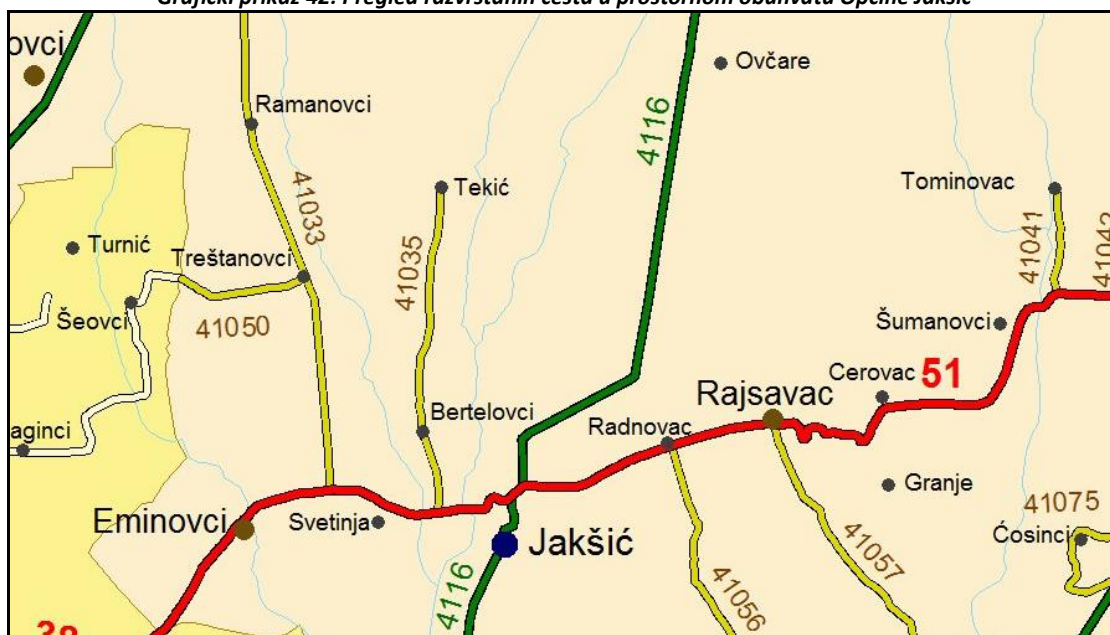 Grafički prikaz 42: Pregled razvrstanih cesta u prostornom obuhvatu Općine Jakšić
ovci
Ovčare
Ramanovci
4116
Tekić
Tominovac
41033
Turnić
Treštanovci
41035
41041
41042
Šeovci
41050
Šumanovci
Cerovac
51
Rajsavac
Bertelovci
Radnovac
aginci
Granje
41075
Eminovci
Svetinja
Jakšić
Ćosinci
41057
4116
41056
38